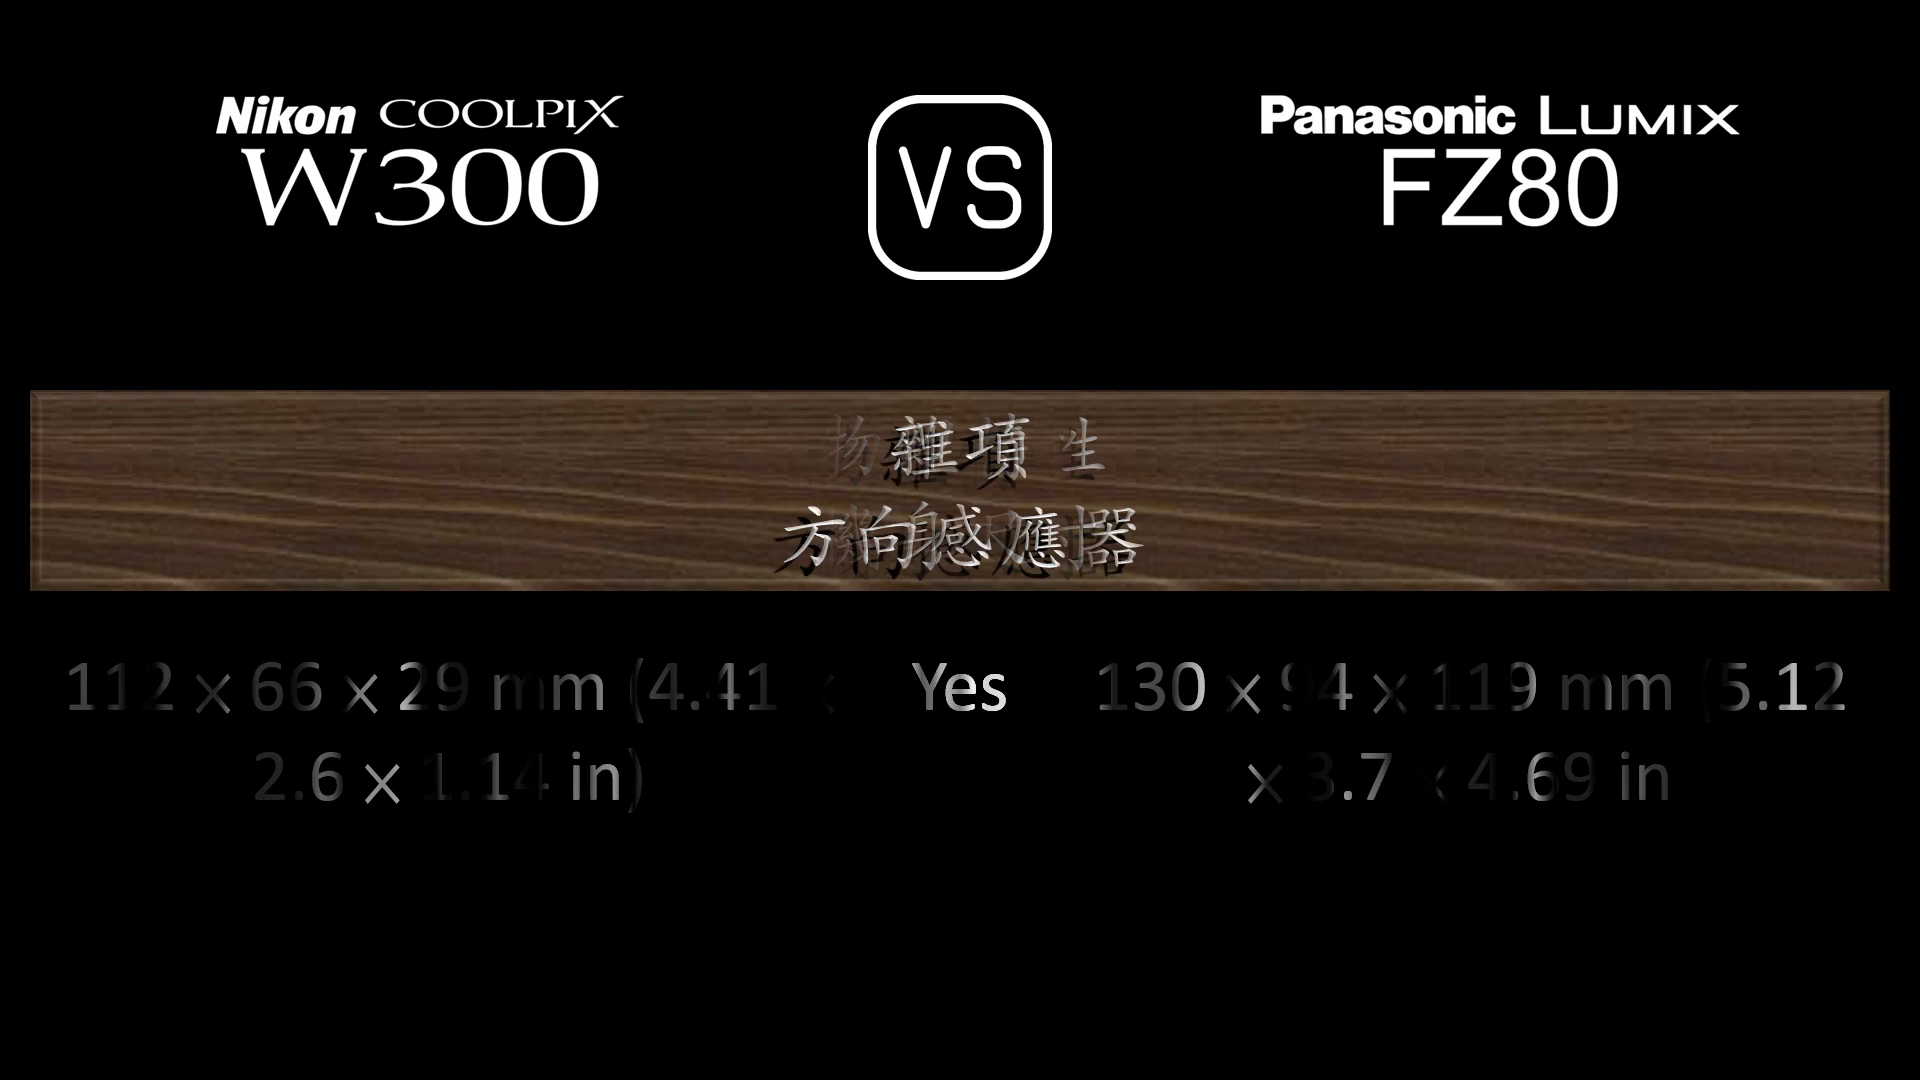 Nikon COOLPIX
W300
VS
Panasonic LUMIX
FZ80
雜項
方向感應器
112 x 66 x 29 mm (4.41 x
2.6 x 1.14 in)
Yes
130 x 94 x 119 mm (5.12
x 3.7 x 4.69 in